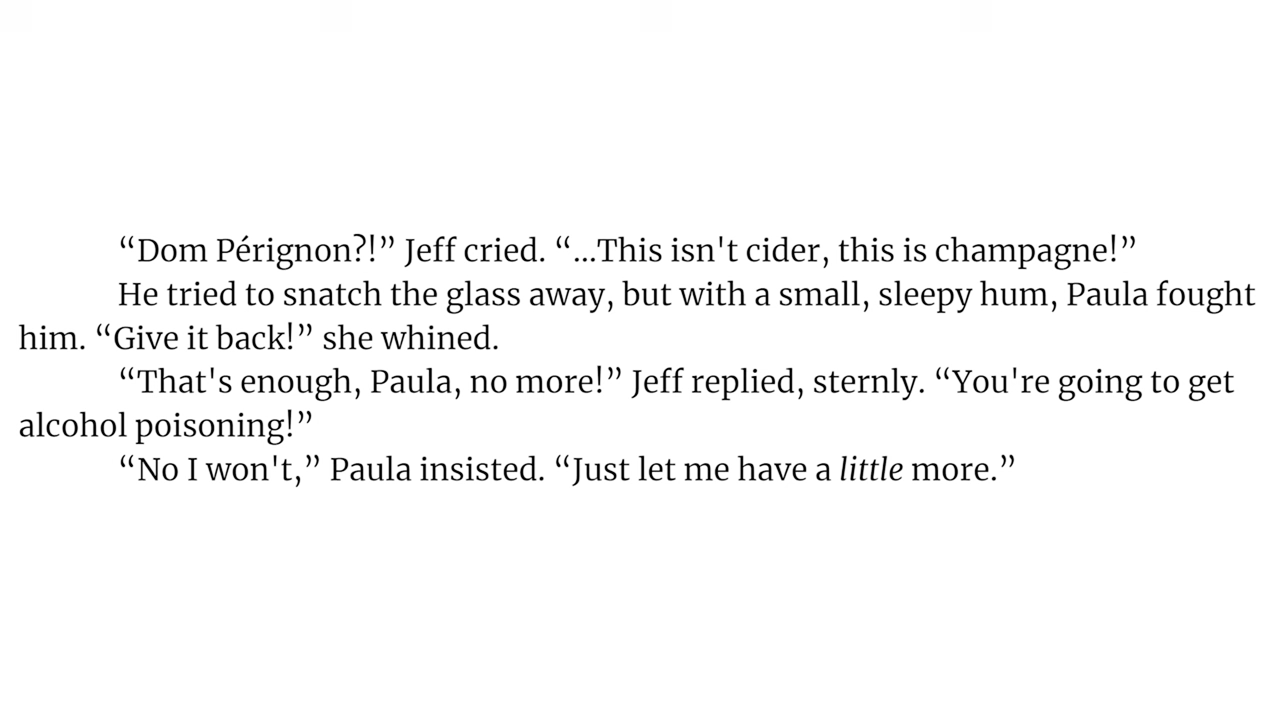 “Dom Pérignon?!” Jeff cried. “...This isn't cider, this is champagne!”
He tried to snatch the glass away, but with a small, sleepy hum, Paula fought
him. “Give it back!” she whined.
“That's enough, Paula, no more!” Jeff replied, sternly. “You're going to get
alcohol poisoning!”
“No I won't,” Paula insisted. “Just let me have a little more.”